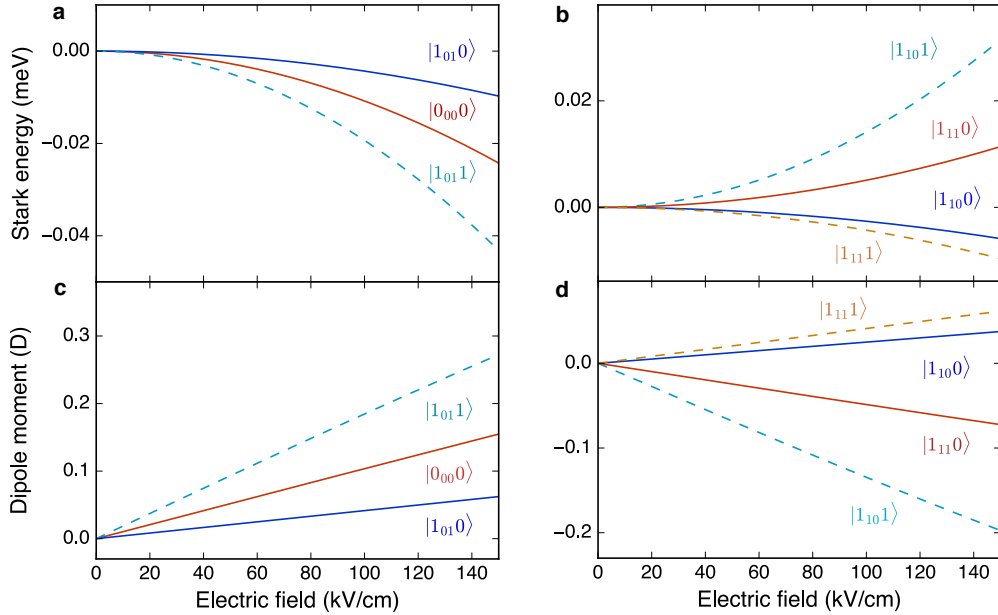 a
Stark energy (meV)
0.00
−0.02
−0.04
|1₀₁0⟩
|0₀₀0⟩
|1₀₁1⟩
b
0.02
0.00
|1₁₀1⟩
|1₁₁0⟩
|1₁₀0⟩
|1₁₁1⟩
c
Dipole moment (D)
0.3
0.2
0.1
0.0
|1₀₁1⟩
|0₀₀0⟩
|1₀₁0⟩
0 20 40 60 80 100 120 140
Electric field (kV/cm)
d
0.0
−0.1
−0.2
|1₁₁1⟩
|1₁₀0⟩
|1₁₁0⟩
|1₁₀1⟩
0 20 40 60 80 100 120 140
Electric field (kV/cm)